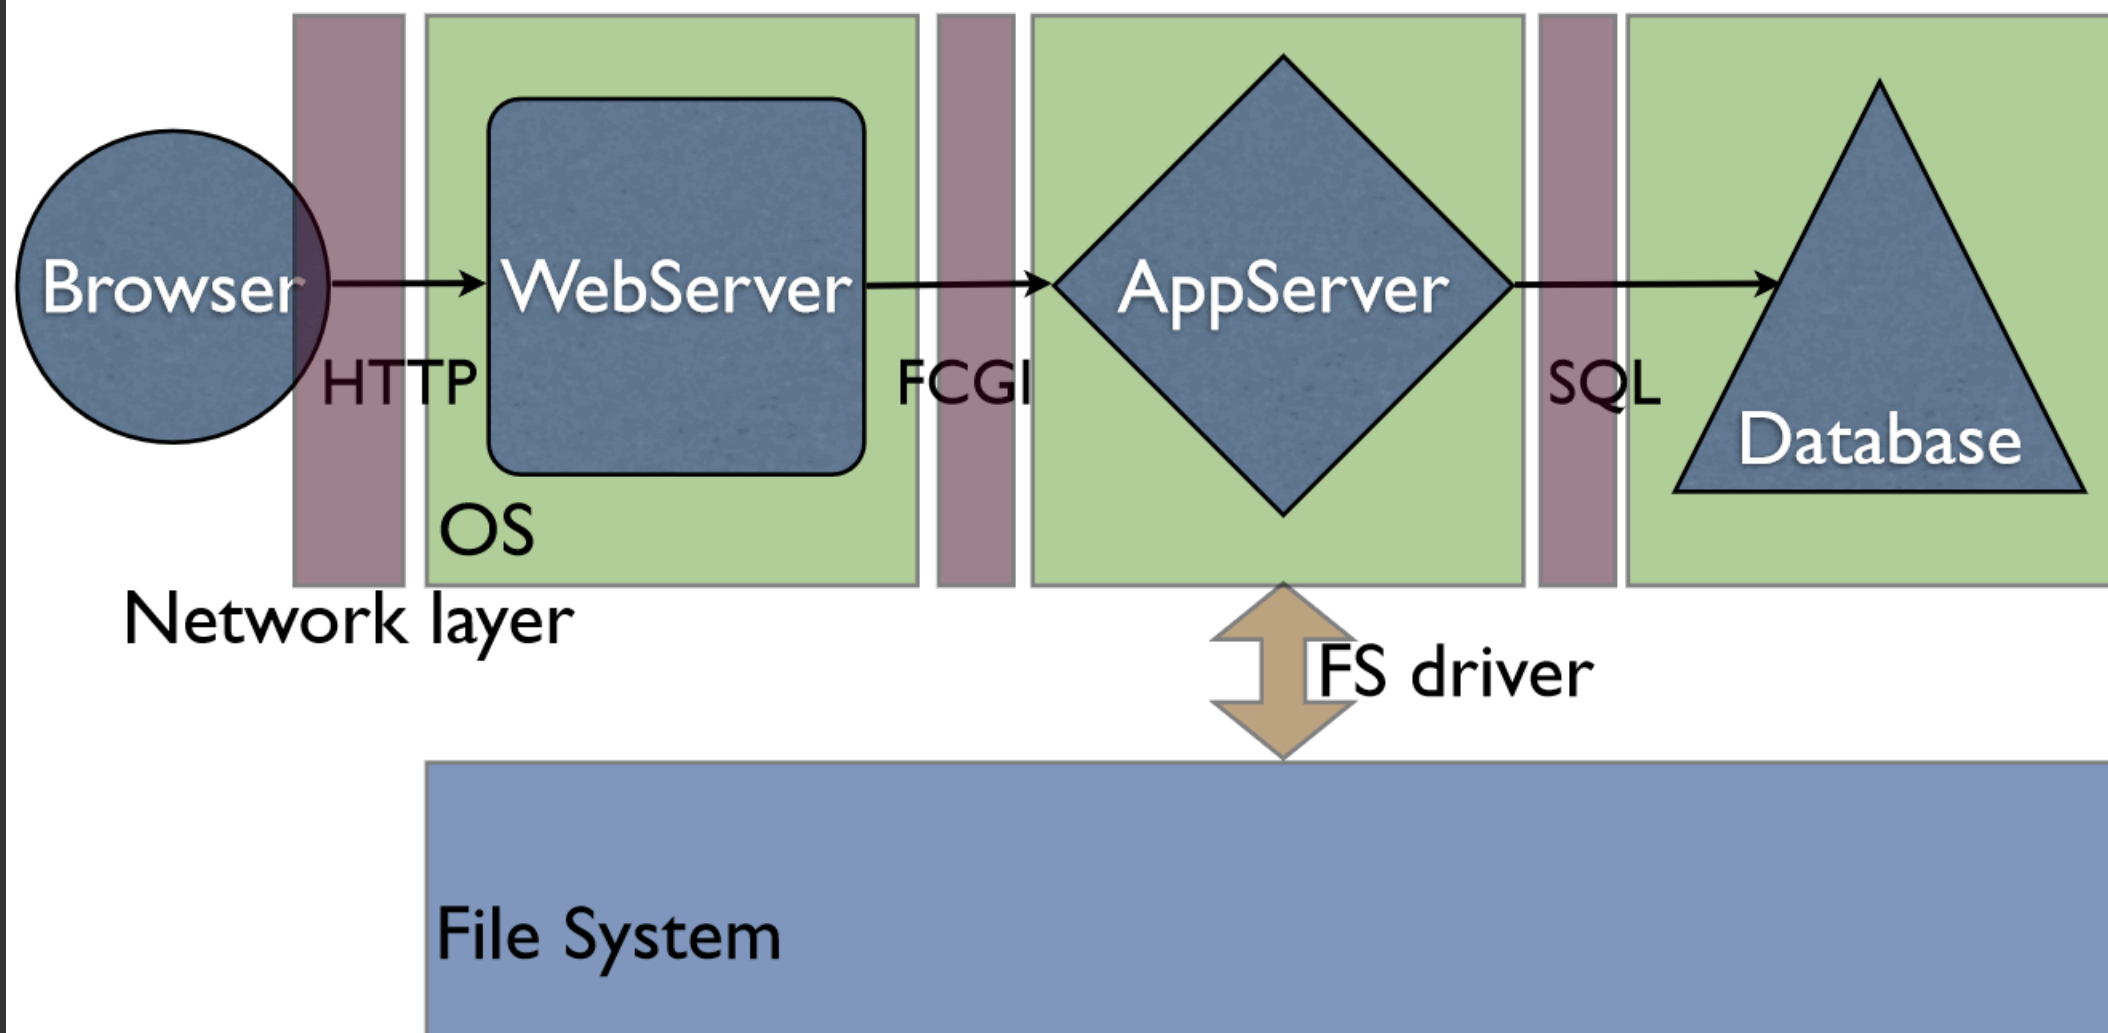 Browser
WebServer
AppServer
HTTP
FCGI
SQL
Database
OS
Network layer
FS driver
File System